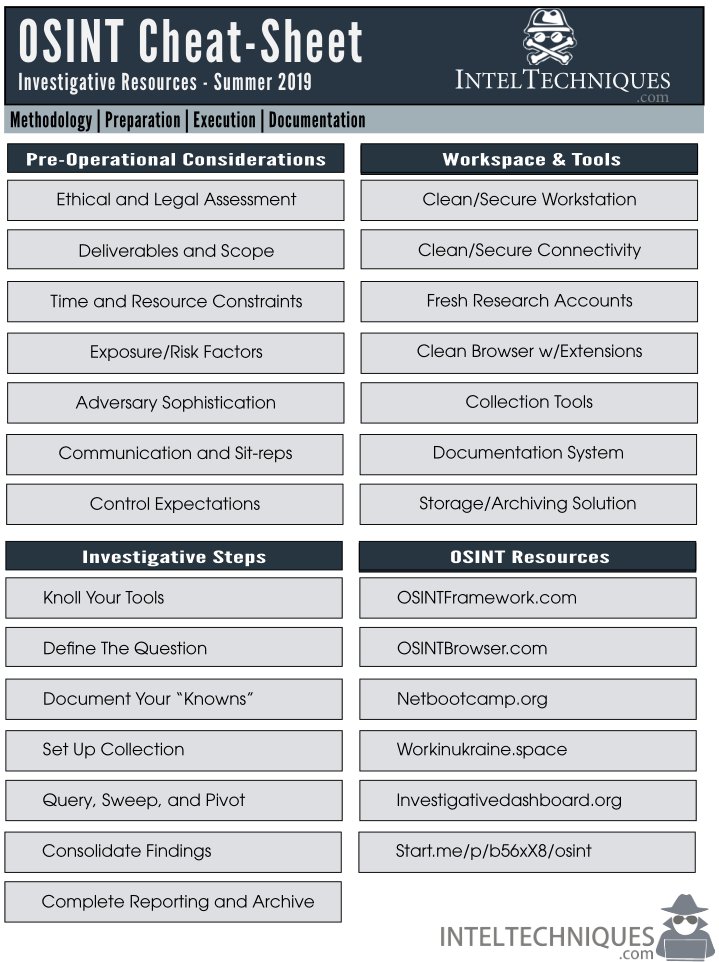 OSINT Cheat-Sheet
Investigative Resources - Summer 2019
INTELTECHNIQUES
.com
Methodology | Preparation | Execution | Documentation
Pre-Operational Considerations
Ethical and Legal Assessment
Deliverables and Scope
Time and Resource Constraints
Exposure/Risk Factors
Adversary Sophistication
Communication and Sit-reps
Control Expectations
Workspace & Tools
Clean/Secure Workstation
Clean/Secure Connectivity
Fresh Research Accounts
Clean Browser w/Extensions
Collection Tools
Documentation System
Storage/Archiving Solution
Investigative Steps
Knoll Your Tools
Define The Question
Document Your “Knowns”
Set Up Collection
Query, Sweep, and Pivot
Consolidate Findings
Complete Reporting and Archive
OSINT Resources
OSINTFramework.com
OSINTBrowser.com
Netbootcamp.org
Workinukraine.space
Investigativedashboard.org
Start.me/p/b56xX8/osint
INTELTECHNIQUES
.com